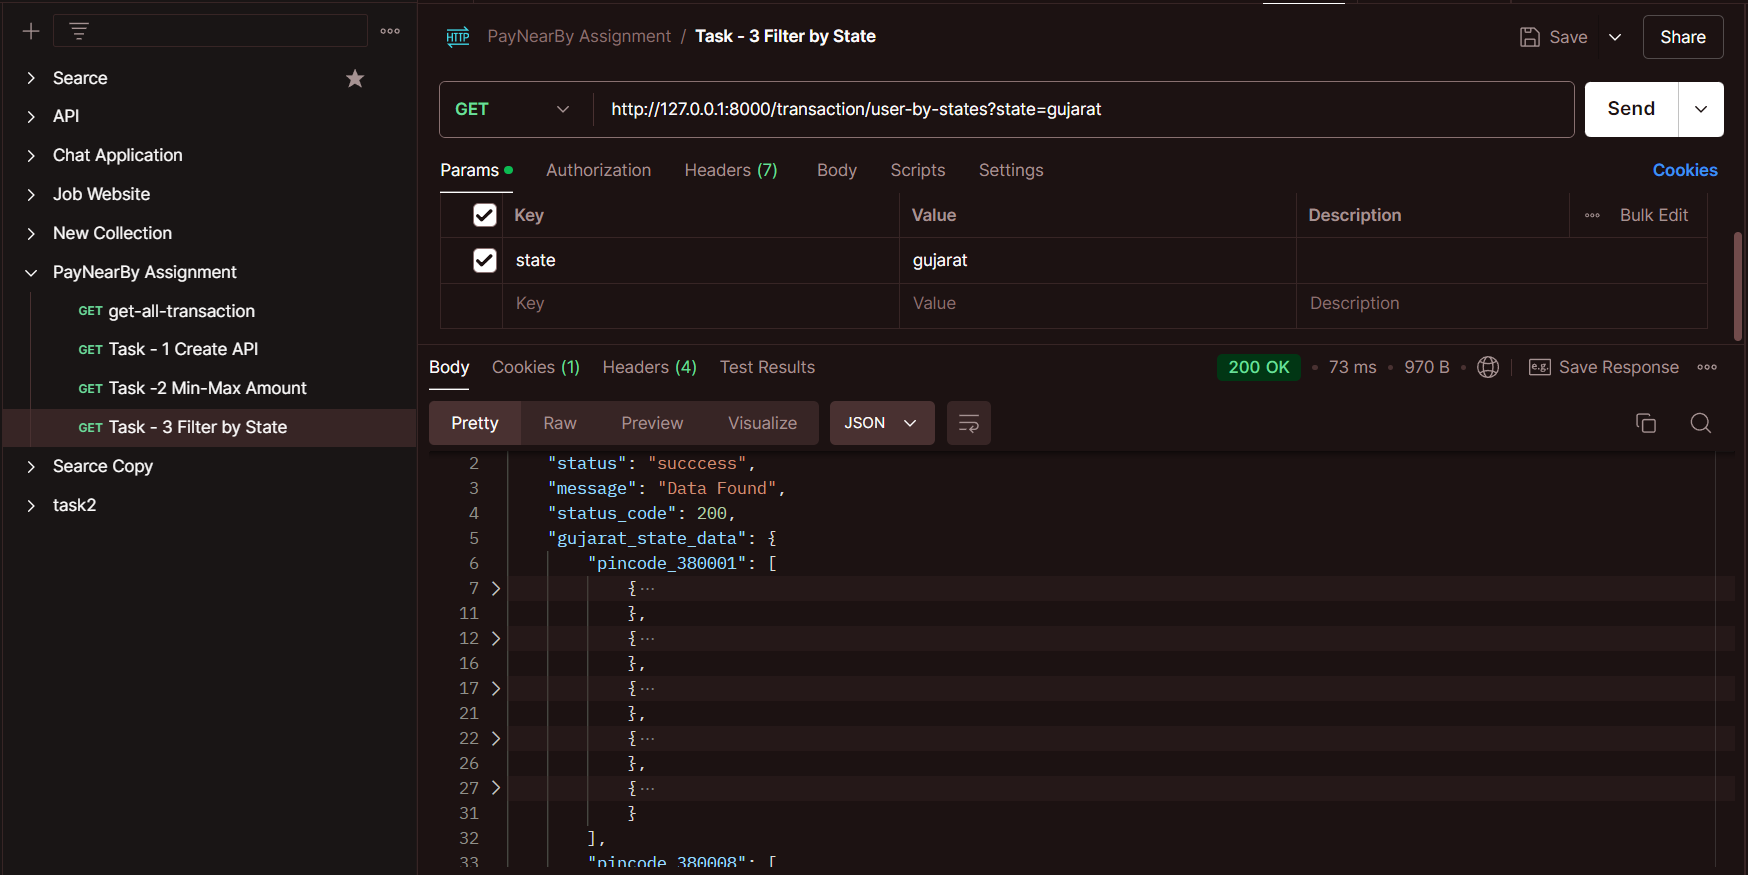 Searce
API
Chat Application
Job Website
New Collection
PayNearBy Assignment
GET get-all-transaction
GET Task - 1 Create API
GET Task -2 Min-Max Amount
GET Task - 3 Filter by State
Searce Copy
task2
HTTP PayNearBy Assignment / Task - 3 Filter by State
Save
Share
GET
http://127.0.0.1:8000/transaction/user-by-states?state=gujarat
Send
Params Authorization Headers (7) Body Scripts Settings Cookies
Key Value Description Bulk Edit
state gujarat
Key Value Description
Body Cookies (1) Headers (4) Test Results 200 OK • 73 ms • 970 B • e.g. Save Response
Pretty Raw Preview Visualize JSON
2 "status": "succcess",
3 "message": "Data Found",
4 "status_code": 200,
5 "gujarat_state_data": {
6 "pincode_380001": [
7 { ...
11 },
12 { ...
16 },
17 { ...
21 },
22 { ...
26 },
27 { ...
31 }
32 ],
33 "pincode_380008": [